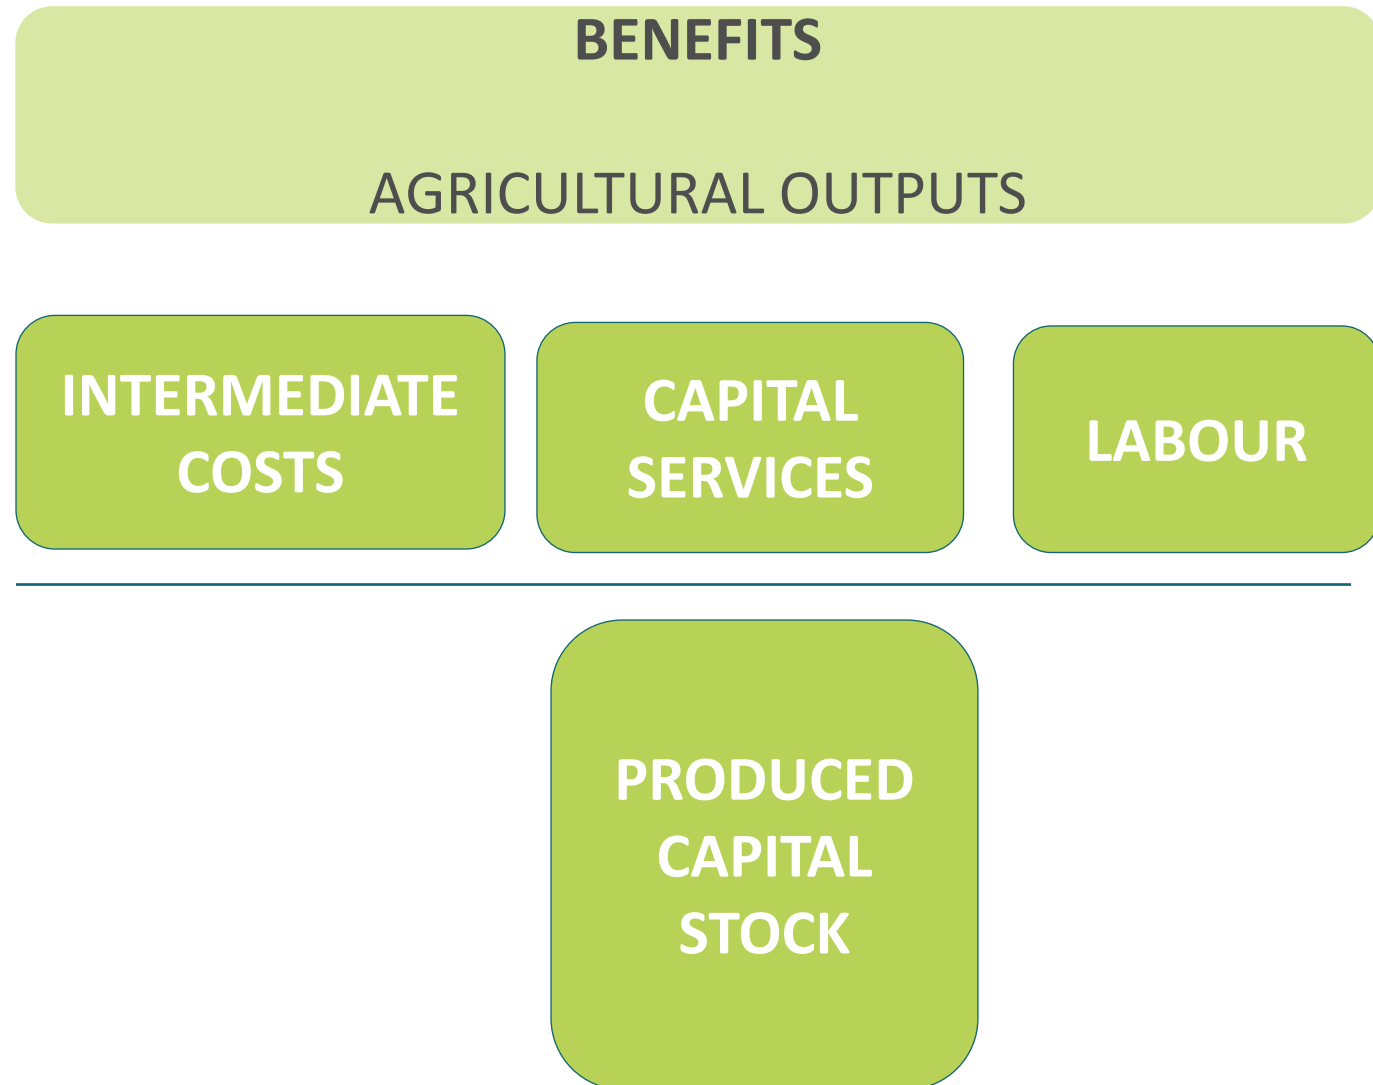 BENEFITS
AGRICULTURAL OUTPUTS
INTERMEDIATE
COSTS
CAPITAL
SERVICES
LABOUR
PRODUCED
CAPITAL
STOCK